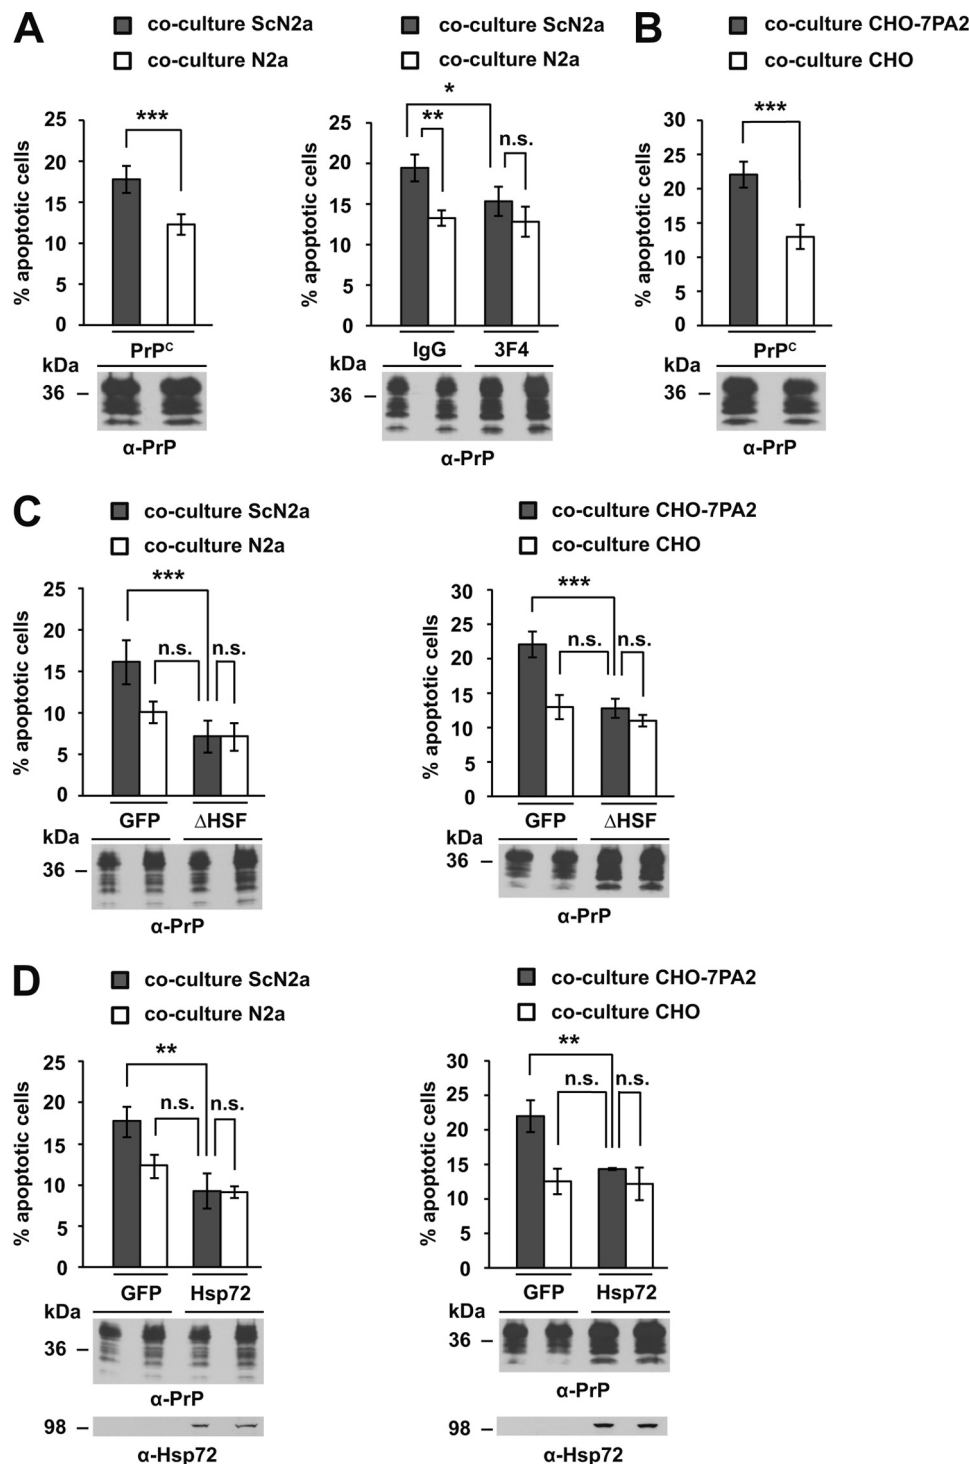 A
co-culture ScN2a
co-culture N2a
% apoptotic cells
25
20
15
10
5
0
***
PrPᶜ
kDa
36 –
α-PrP
co-culture ScN2a
co-culture N2a
% apoptotic cells
25
20
15
10
5
0
*
**
n.s.
IgG 3F4
kDa
36 –
α-PrP
B
co-culture CHO-7PA2
co-culture CHO
% apoptotic cells
30
25
20
15
10
5
0
***
PrPᶜ
kDa
36 –
α-PrP
C
co-culture ScN2a
co-culture N2a
% apoptotic cells
25
20
15
10
5
0
***
n.s. n.s.
GFP ΔHSF
kDa
36 –
α-PrP
co-culture CHO-7PA2
co-culture CHO
% apoptotic cells
30
25
20
15
10
5
0
***
n.s. n.s.
GFP ΔHSF
kDa
36 –
α-PrP
D
co-culture ScN2a
co-culture N2a
% apoptotic cells
25
20
15
10
5
0
**
n.s. n.s.
GFP Hsp72
kDa
36 –
α-PrP
98 –
α-Hsp72
co-culture CHO-7PA2
co-culture CHO
% apoptotic cells
30
25
20
15
10
5
0
**
n.s. n.s.
GFP Hsp72
kDa
36 –
α-PrP
98 –
α-Hsp72